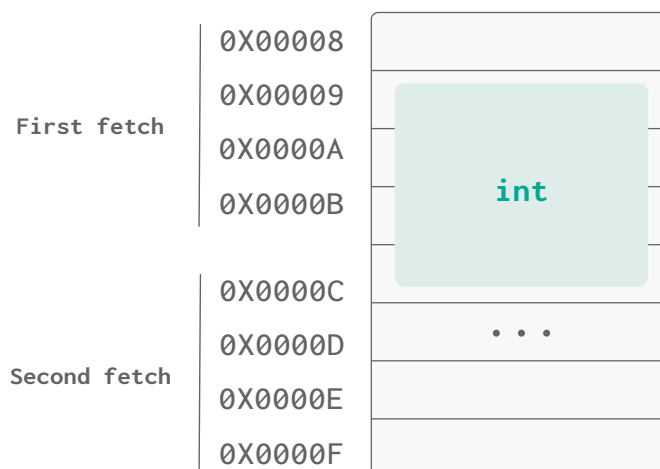 First fetch
0X00008
0X00009
0X0000A
0X0000B
int
Second fetch
0X0000C
0X0000D
0X0000E
0X0000F
• • •